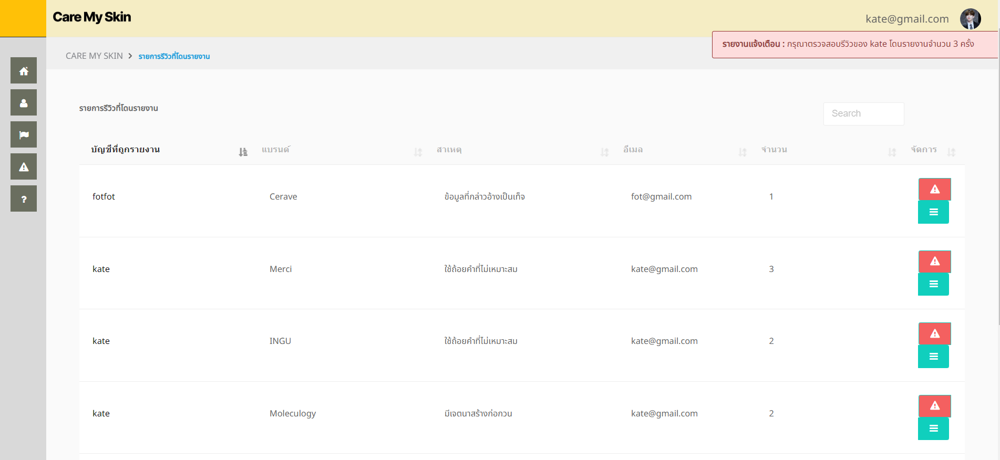 Care My Skin
kate@gmail.com
รายงานแจ้งเตือน : กรุณาตรวจสอบรีวิวของ kate โดนรายงานจำนวน 3 ครั้ง
CARE MY SKIN > รายการรีวิวที่โดนรายงาน
รายการรีวิวที่โดนรายงาน
Search
บัญชีที่ถูกรายงาน แบรนด์ สาเหตุ อีเมล จำนวน จัดการ
fotfot Cerave ข้อมูลที่กล่าวอ้างเป็นเท็จ fot@gmail.com 1
kate Merci ใช้ถ้อยคำที่ไม่เหมาะสม kate@gmail.com 3
kate INGU ใช้ถ้อยคำที่ไม่เหมาะสม kate@gmail.com 2
kate Moleculogy มีเจตนาสร้างก่อกวน kate@gmail.com 2